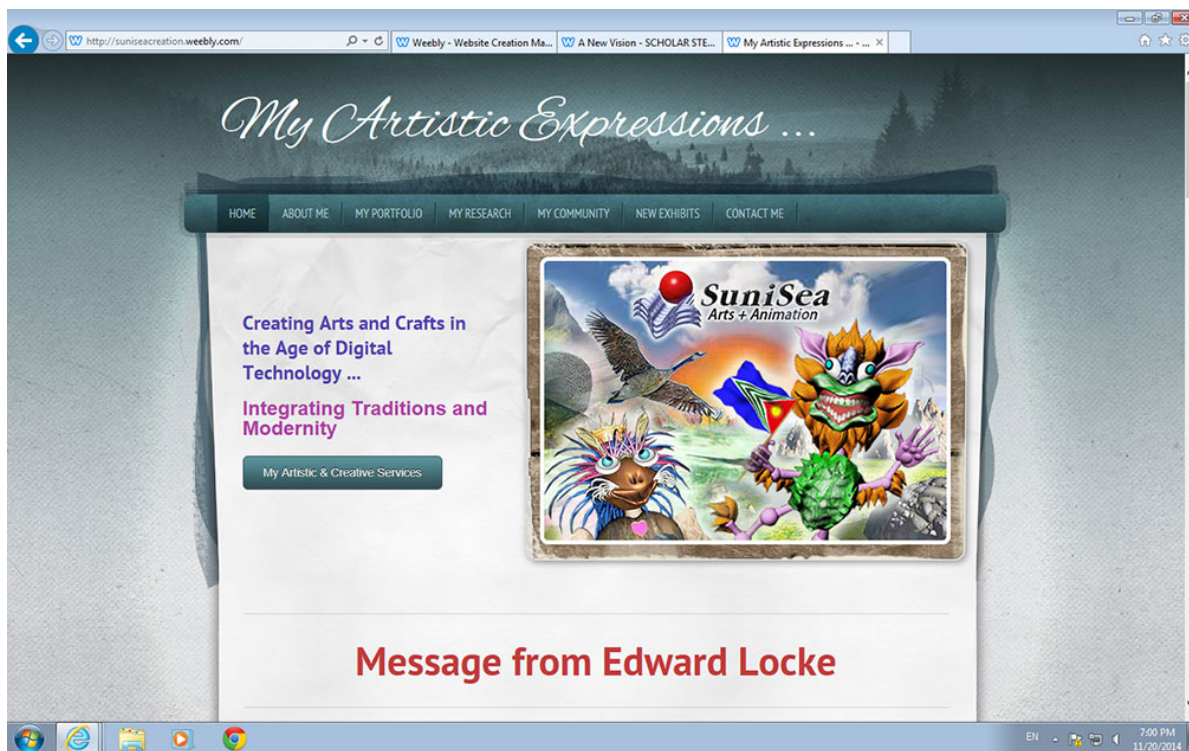 http://suniseacreation.weebly.com/
Weebly - Website Creation Ma...
A New Vision - SCHOLAR STE...
My Artistic Expressions ... - ...
My Artistic Expressions ...
HOME ABOUT ME MY PORTFOLIO MY RESEARCH MY COMMUNITY NEW EXHIBITS CONTACT ME
SuniSea
Arts + Animation
Creating Arts and Crafts in
the Age of Digital
Technology ...
Integrating Traditions and
Modernity
My Artistic & Creative Services
Message from Edward Locke
EN
7:00 PM
11/20/2014